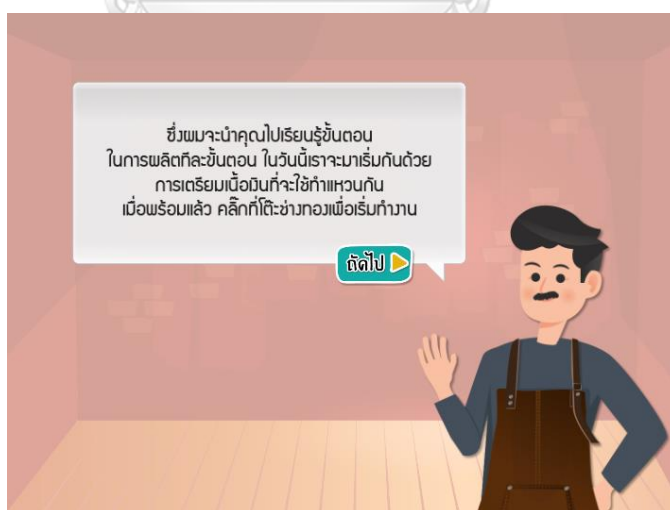 ซึ่งผมจะนำคุณไปเรียนรู้ขั้นตอน
ในการผลิตทีละขั้นตอน ในวันนี้เราจะมาเริ่มกันด้วย
การเตรียมเนื้อเงินที่จะใช้ทำแหวนกัน
เมื่อพร้อมแล้ว คลิ๊กที่โต๊ะช่างทองเพื่อเริ่มทำงาน
ถัดไป